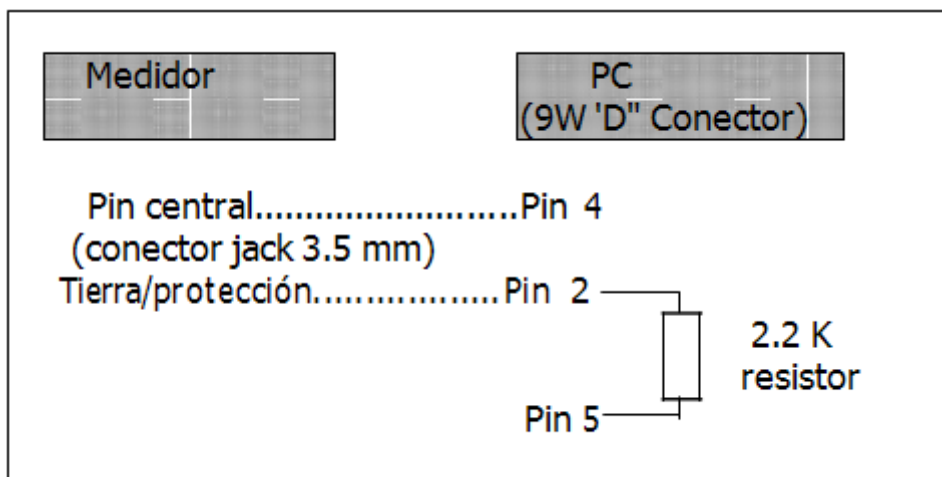 Medidor
PC
(9W 'D" Conector)
Pin central..........................Pin 4
(conector jack 3.5 mm)
Tierra/protección...................Pin 2
2.2 K
resistor
Pin 5